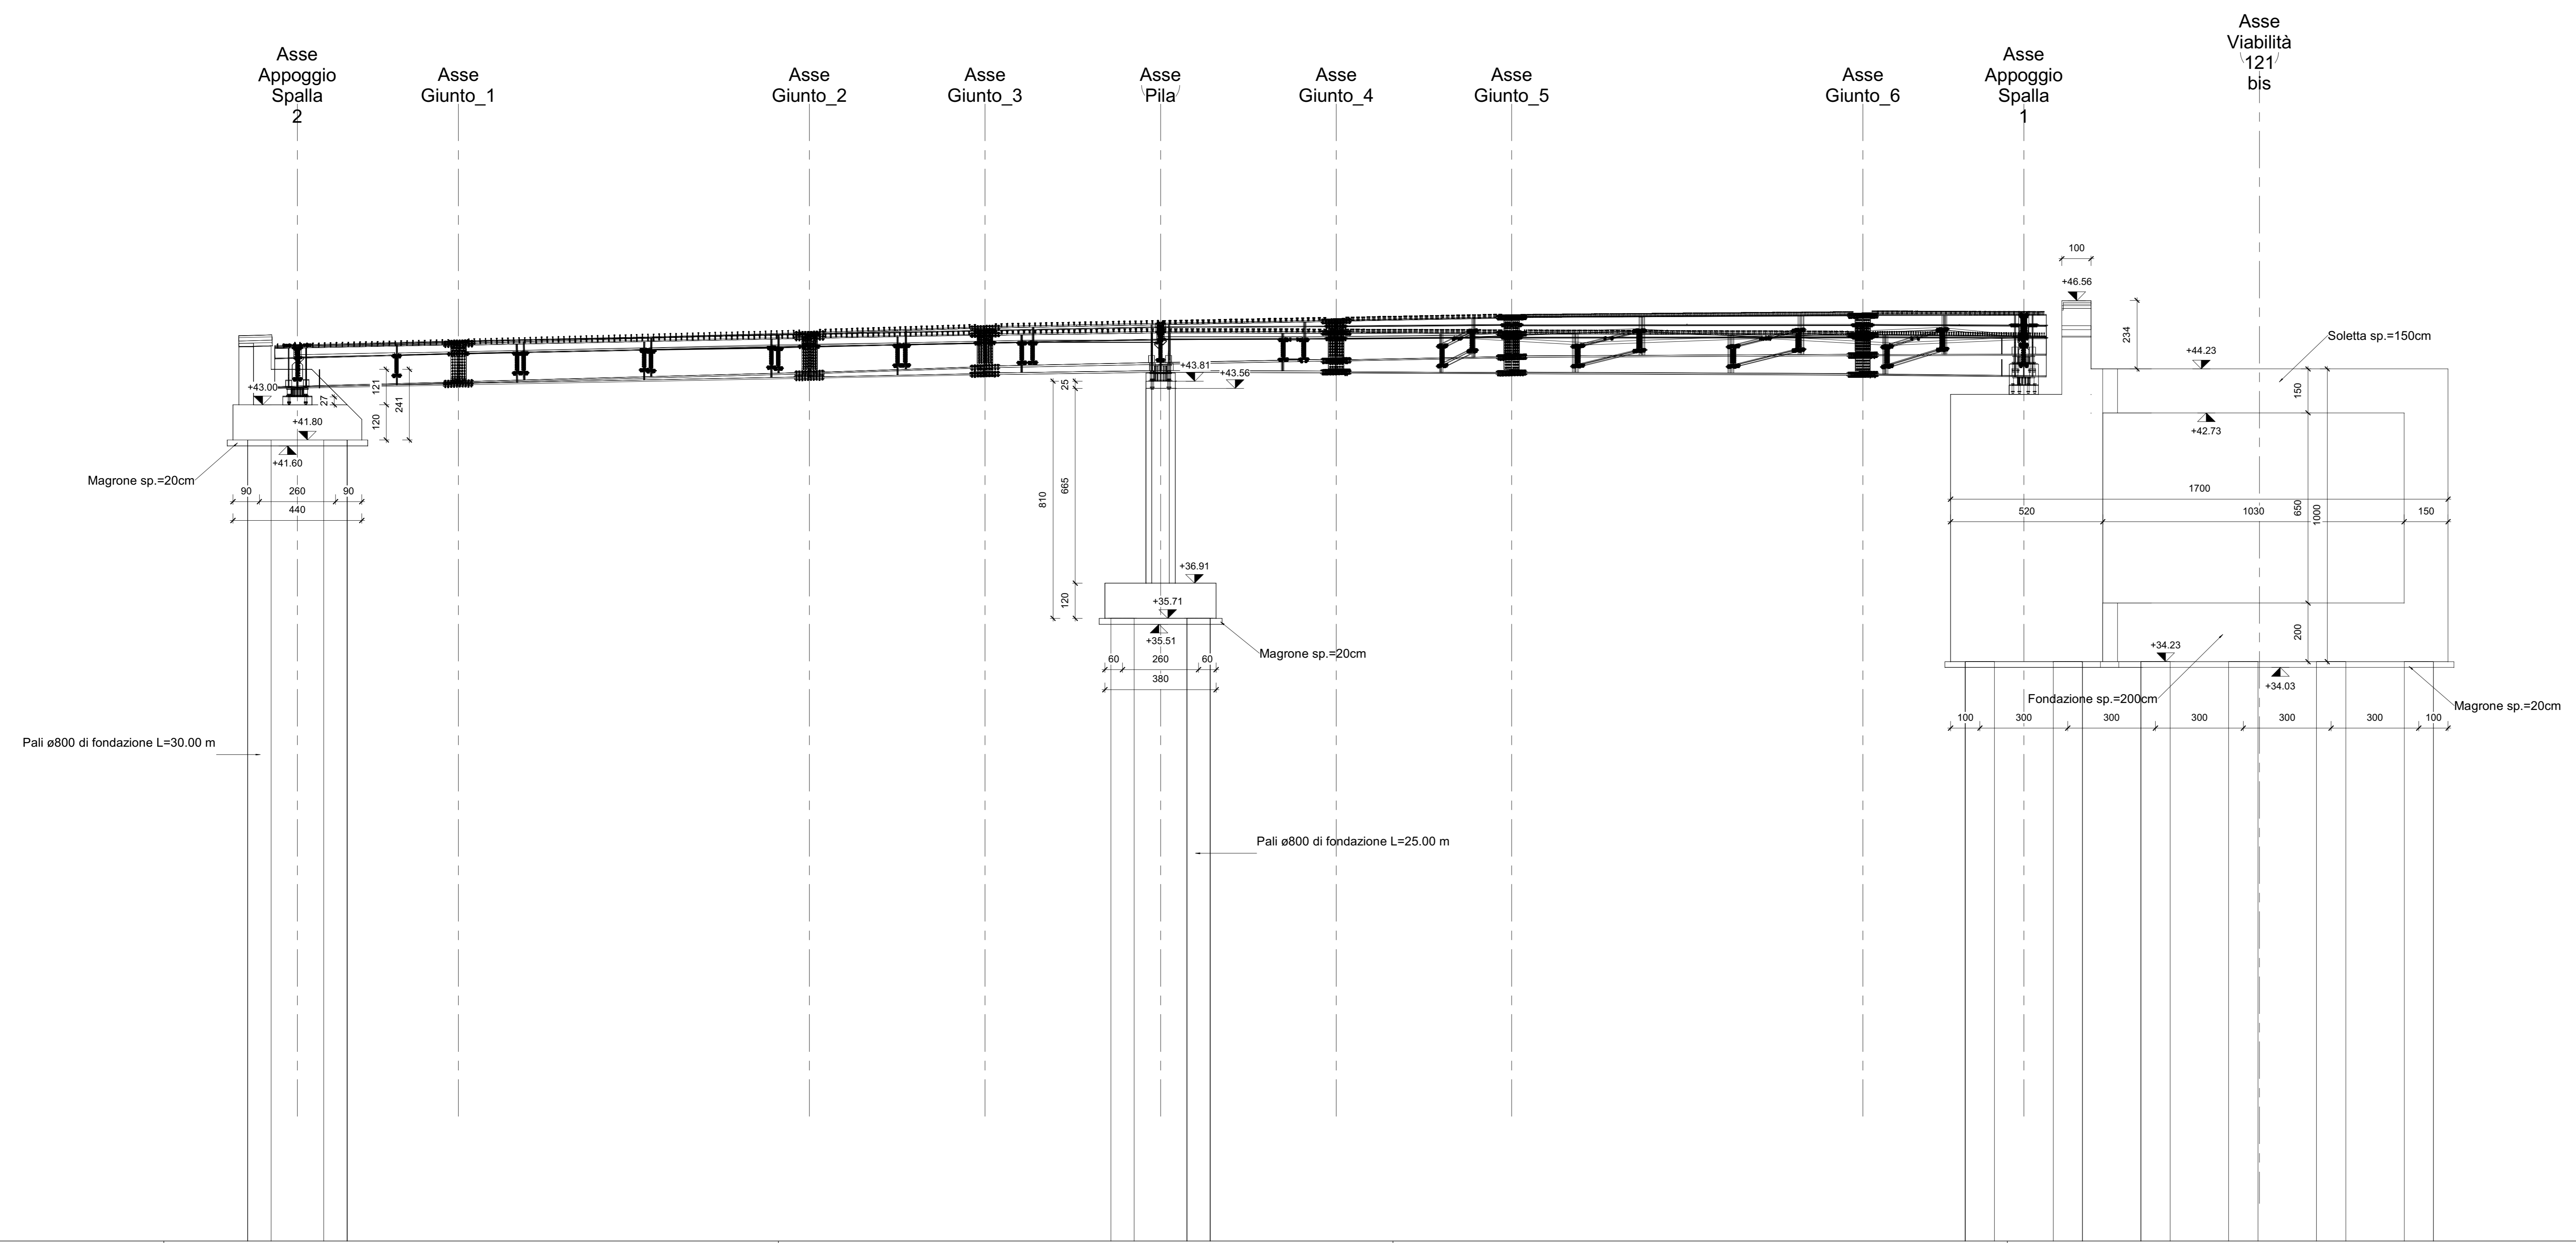 Asse
Appoggio
Spalla
2
Asse
Giunto_1
Asse
Giunto_2
Asse
Giunto_3
Asse
Pila
Asse
Giunto_4
Asse
Giunto_5
Asse
Giunto_6
Asse
Appoggio
Spalla
1
Asse
Viabilità
121
bis
100
+46.56
234
Soletta sp.=150cm
+44.23
150
+42.73
+43.81
+43.56
25
+43.00
27
121
120
241
+41.80
+41.60
Magrone sp.=20cm
90
260
90
440
810
665
120
+36.91
+35.71
+35.51
Magrone sp.=20cm
60
260
60
380
1700
520
1030
150
650
1000
200
+34.23
+34.03
Fondazione sp.=200cm
Magrone sp.=20cm
100
300
300
300
300
300
100
Pali ø800 di fondazione L=30.00 m
Pali ø800 di fondazione L=25.00 m